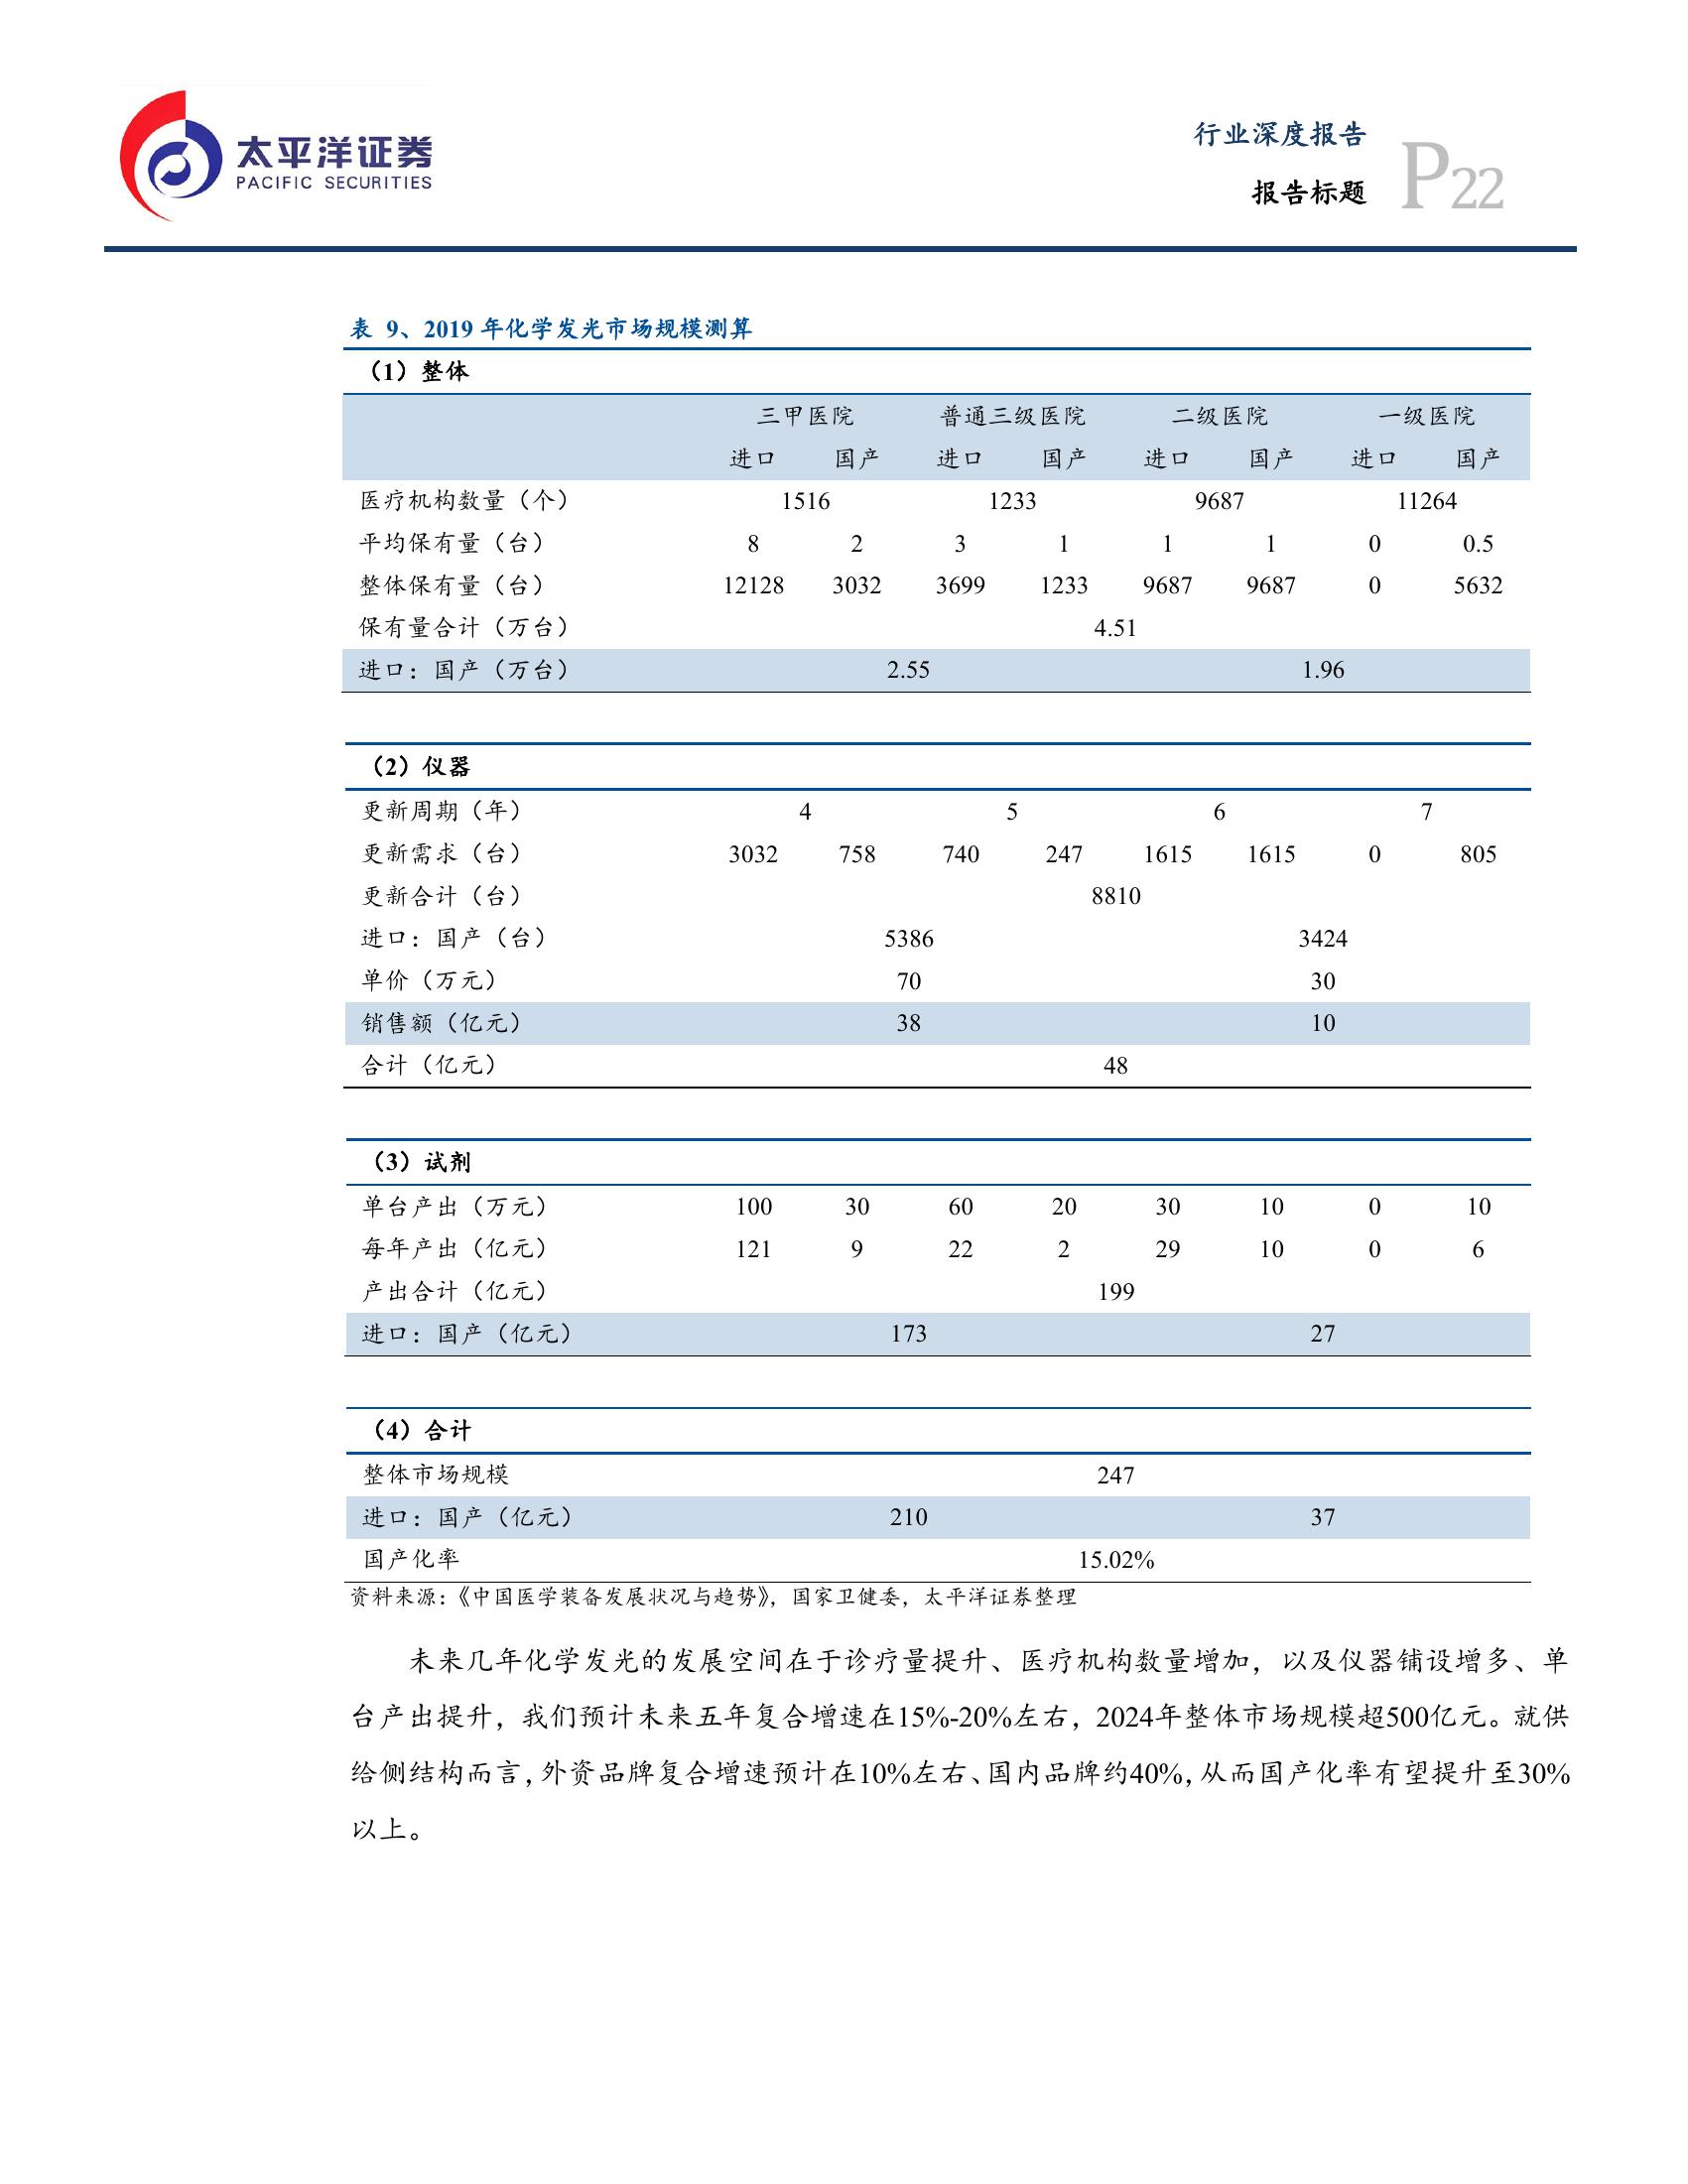 太平洋证券
PACIFIC SECURITIES
行业深度报告
报告标题
P22
表 9、2019 年化学发光市场规模测算
（1）整体
三甲医院 普通三级医院 二级医院 一级医院
进口 国产 进口 国产 进口 国产 进口 国产
医疗机构数量（个） 1516 1233 9687 11264
平均保有量（台） 8 2 3 1 1 1 0 0.5
整体保有量（台） 12128 3032 3699 1233 9687 9687 0 5632
保有量合计（万台） 4.51
进口：国产（万台） 2.55 1.96
（2）仪器
更新周期（年） 4 5 6 7
更新需求（台） 3032 758 740 247 1615 1615 0 805
更新合计（台） 8810
进口：国产（台） 5386 3424
单价（万元） 70 30
销售额（亿元） 38 10
合计（亿元） 48
（3）试剂
单台产出（万元） 100 30 60 20 30 10 0 10
每年产出（亿元） 121 9 22 2 29 10 0 6
产出合计（亿元） 199
进口：国产（亿元） 173 27
（4）合计
整体市场规模 247
进口：国产（亿元） 210 37
国产化率 15.02%
资料来源：《中国医学装备发展状况与趋势》，国家卫健委，太平洋证券整理
未来几年化学发光的发展空间在于诊疗量提升、医疗机构数量增加，以及仪器铺设增多、单
台产出提升，我们预计未来五年复合增速在15%-20%左右，2024年整体市场规模超500亿元。就供
给侧结构而言，外资品牌复合增速预计在10%左右、国内品牌约40%，从而国产化率有望提升至30%
以上。